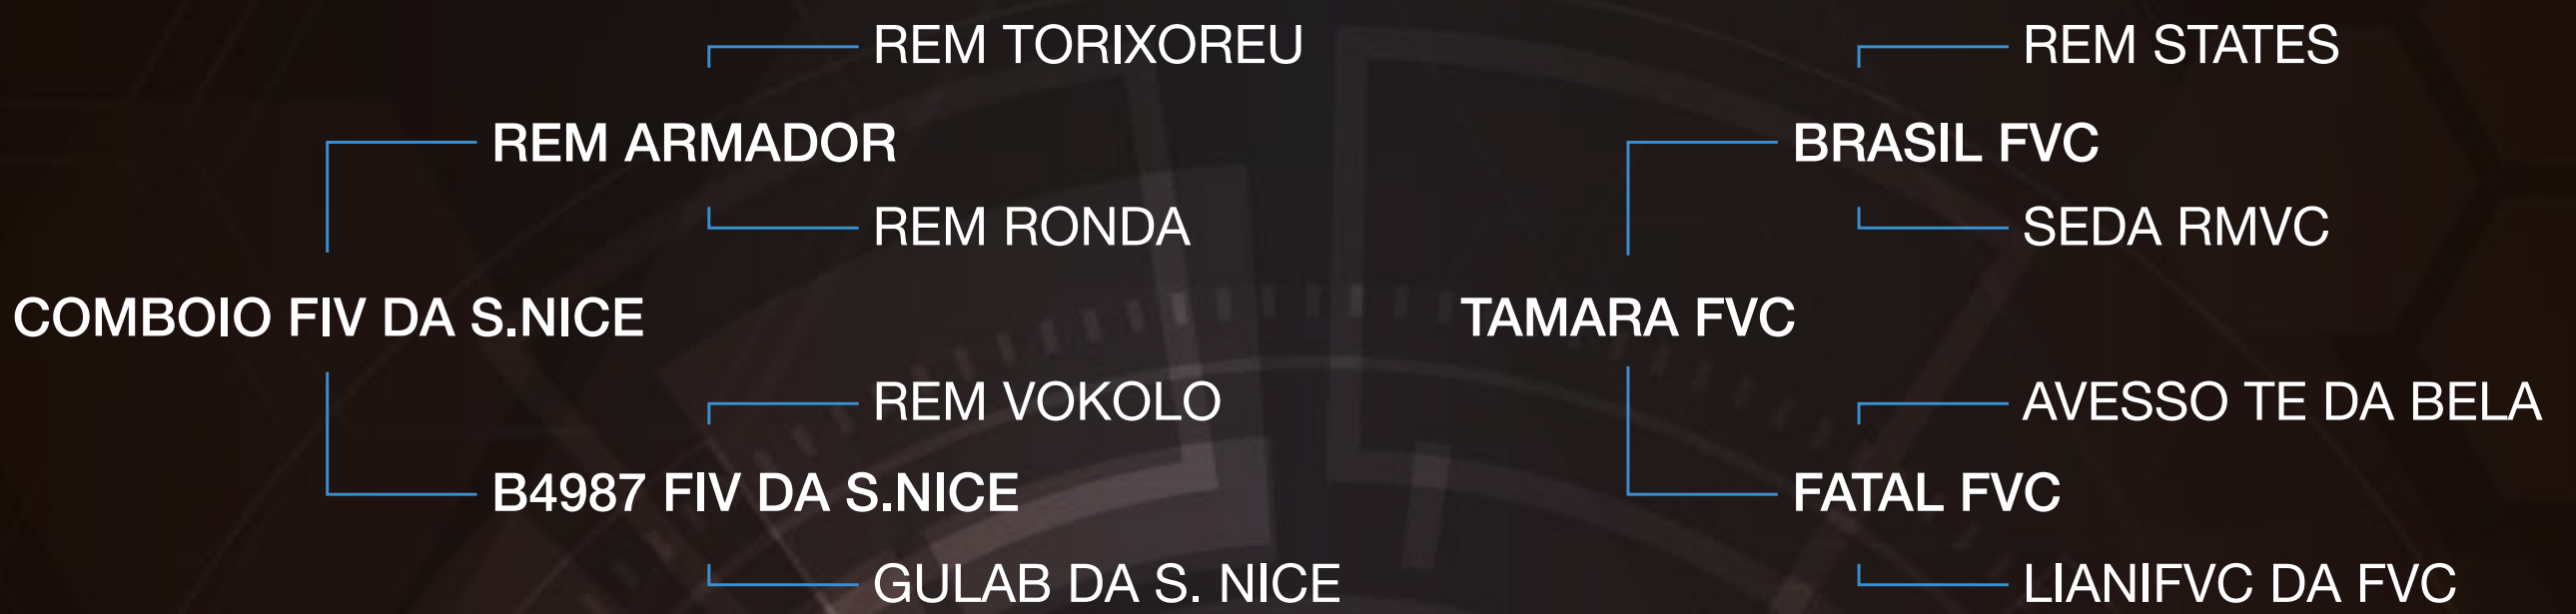 REM TORIXOREU
REM ARMADOR
REM RONDA
COMBOIO FIV DA S.NICE
REM VOKOLO
B4987 FIV DA S.NICE
GULAB DA S. NICE
REM STATES
BRASIL FVC
SEDA RMVC
TAMARA FVC
AVESSO TE DA BELA
FATAL FVC
LIANIFVC DA FVC